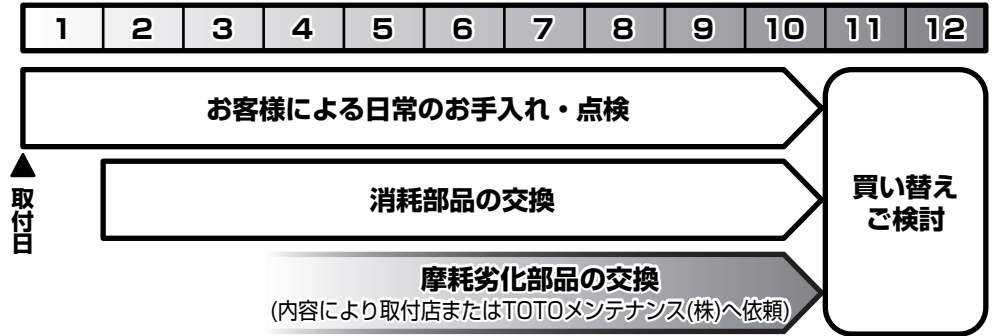 1 2 3 4 5 6 7 8 9 10 11 12
お客様による日常のお手入れ・点検
取付日
消耗部品の交換
買い替え
ご検討
摩耗劣化部品の交換
(内容により取付店またはTOTOメンテナンス(株)へ依頼)